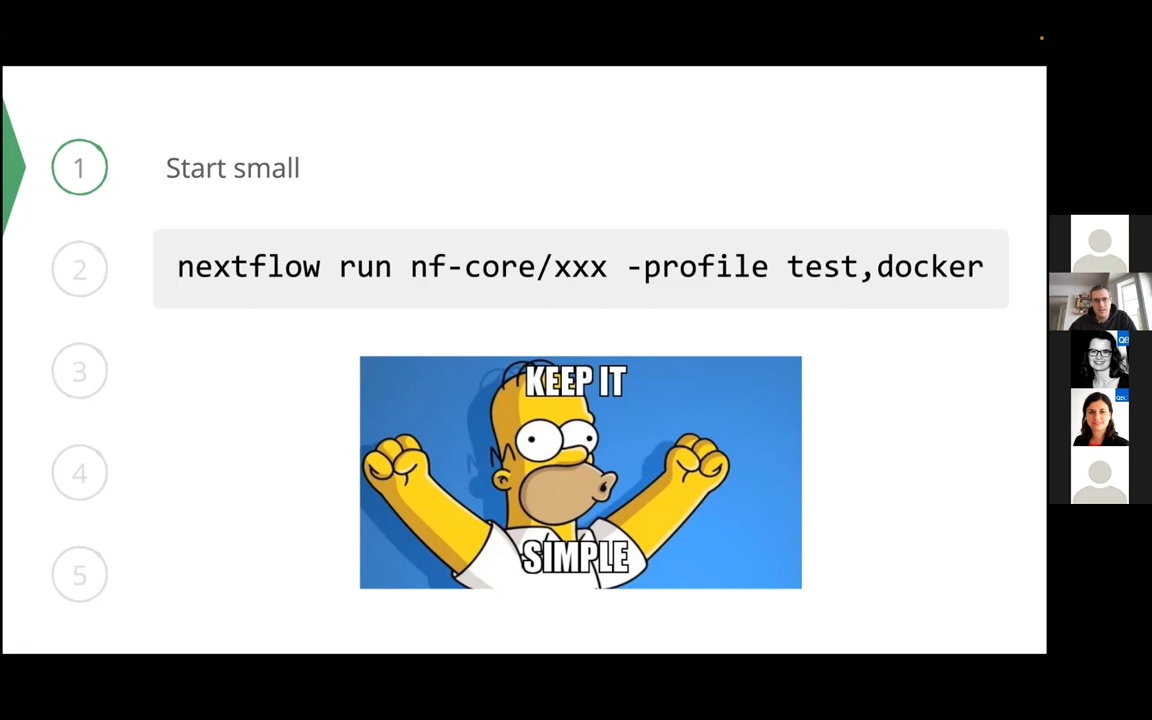 1 Start small
2 nextflow run nf-core/xxx -profile test,docker
3
KEEP IT
4
SIMPLE
5